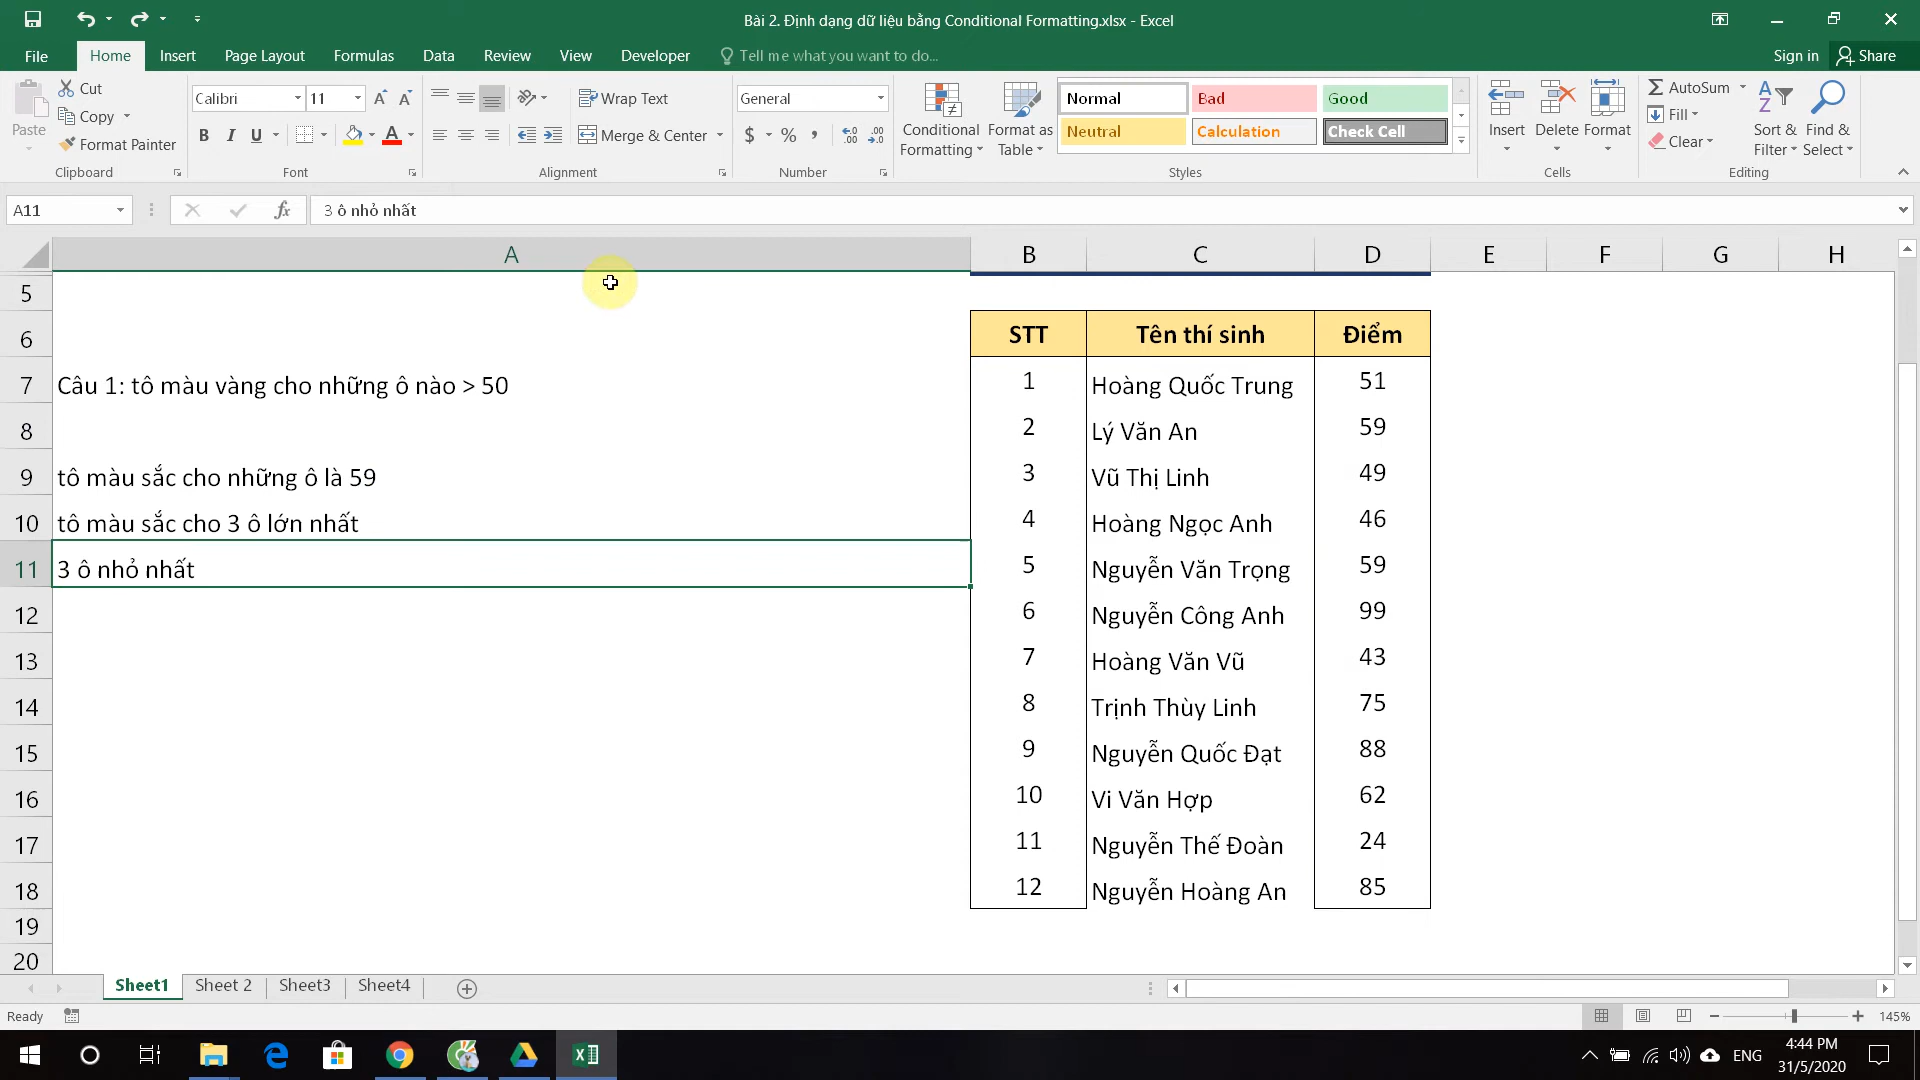 Bài 2. Định dạng dữ liệu bằng Conditional Formatting.xlsx - Excel
File Home Insert Page Layout Formulas Data Review View Developer Tell me what you want to do... Sign in Share
Paste
Cut
Copy
Format Painter
Clipboard
Calibri 11
B I U
Font
Wrap Text
Merge & Center
Alignment
General
$ % ,
Number
Conditional Formatting
Format as Table
Normal Bad Good
Neutral Calculation Check Cell
Styles
Insert Delete Format
Cells
AutoSum
Fill
Clear
Sort & Filter
Find & Select
Editing
A11 fx 3 ô nhỏ nhất
A B C D E F G H
5
6 STT Tên thí sinh Điểm
7 Câu 1: tô màu vàng cho những ô nào > 50 1 Hoàng Quốc Trung 51
8 2 Lý Văn An 59
9 tô màu sắc cho những ô là 59 3 Vũ Thị Linh 49
10 tô màu sắc cho 3 ô lớn nhất 4 Hoàng Ngọc Anh 46
11 3 ô nhỏ nhất 5 Nguyễn Văn Trọng 59
12 6 Nguyễn Công Anh 99
13 7 Hoàng Văn Vũ 43
14 8 Trịnh Thùy Linh 75
15 9 Nguyễn Quốc Đạt 88
16 10 Vi Văn Hợp 62
17 11 Nguyễn Thế Đoàn 24
18 12 Nguyễn Hoàng An 85
19
20
Sheet1 Sheet 2 Sheet3 Sheet4
Ready 145%
ENG 4:44 PM
31/5/2020